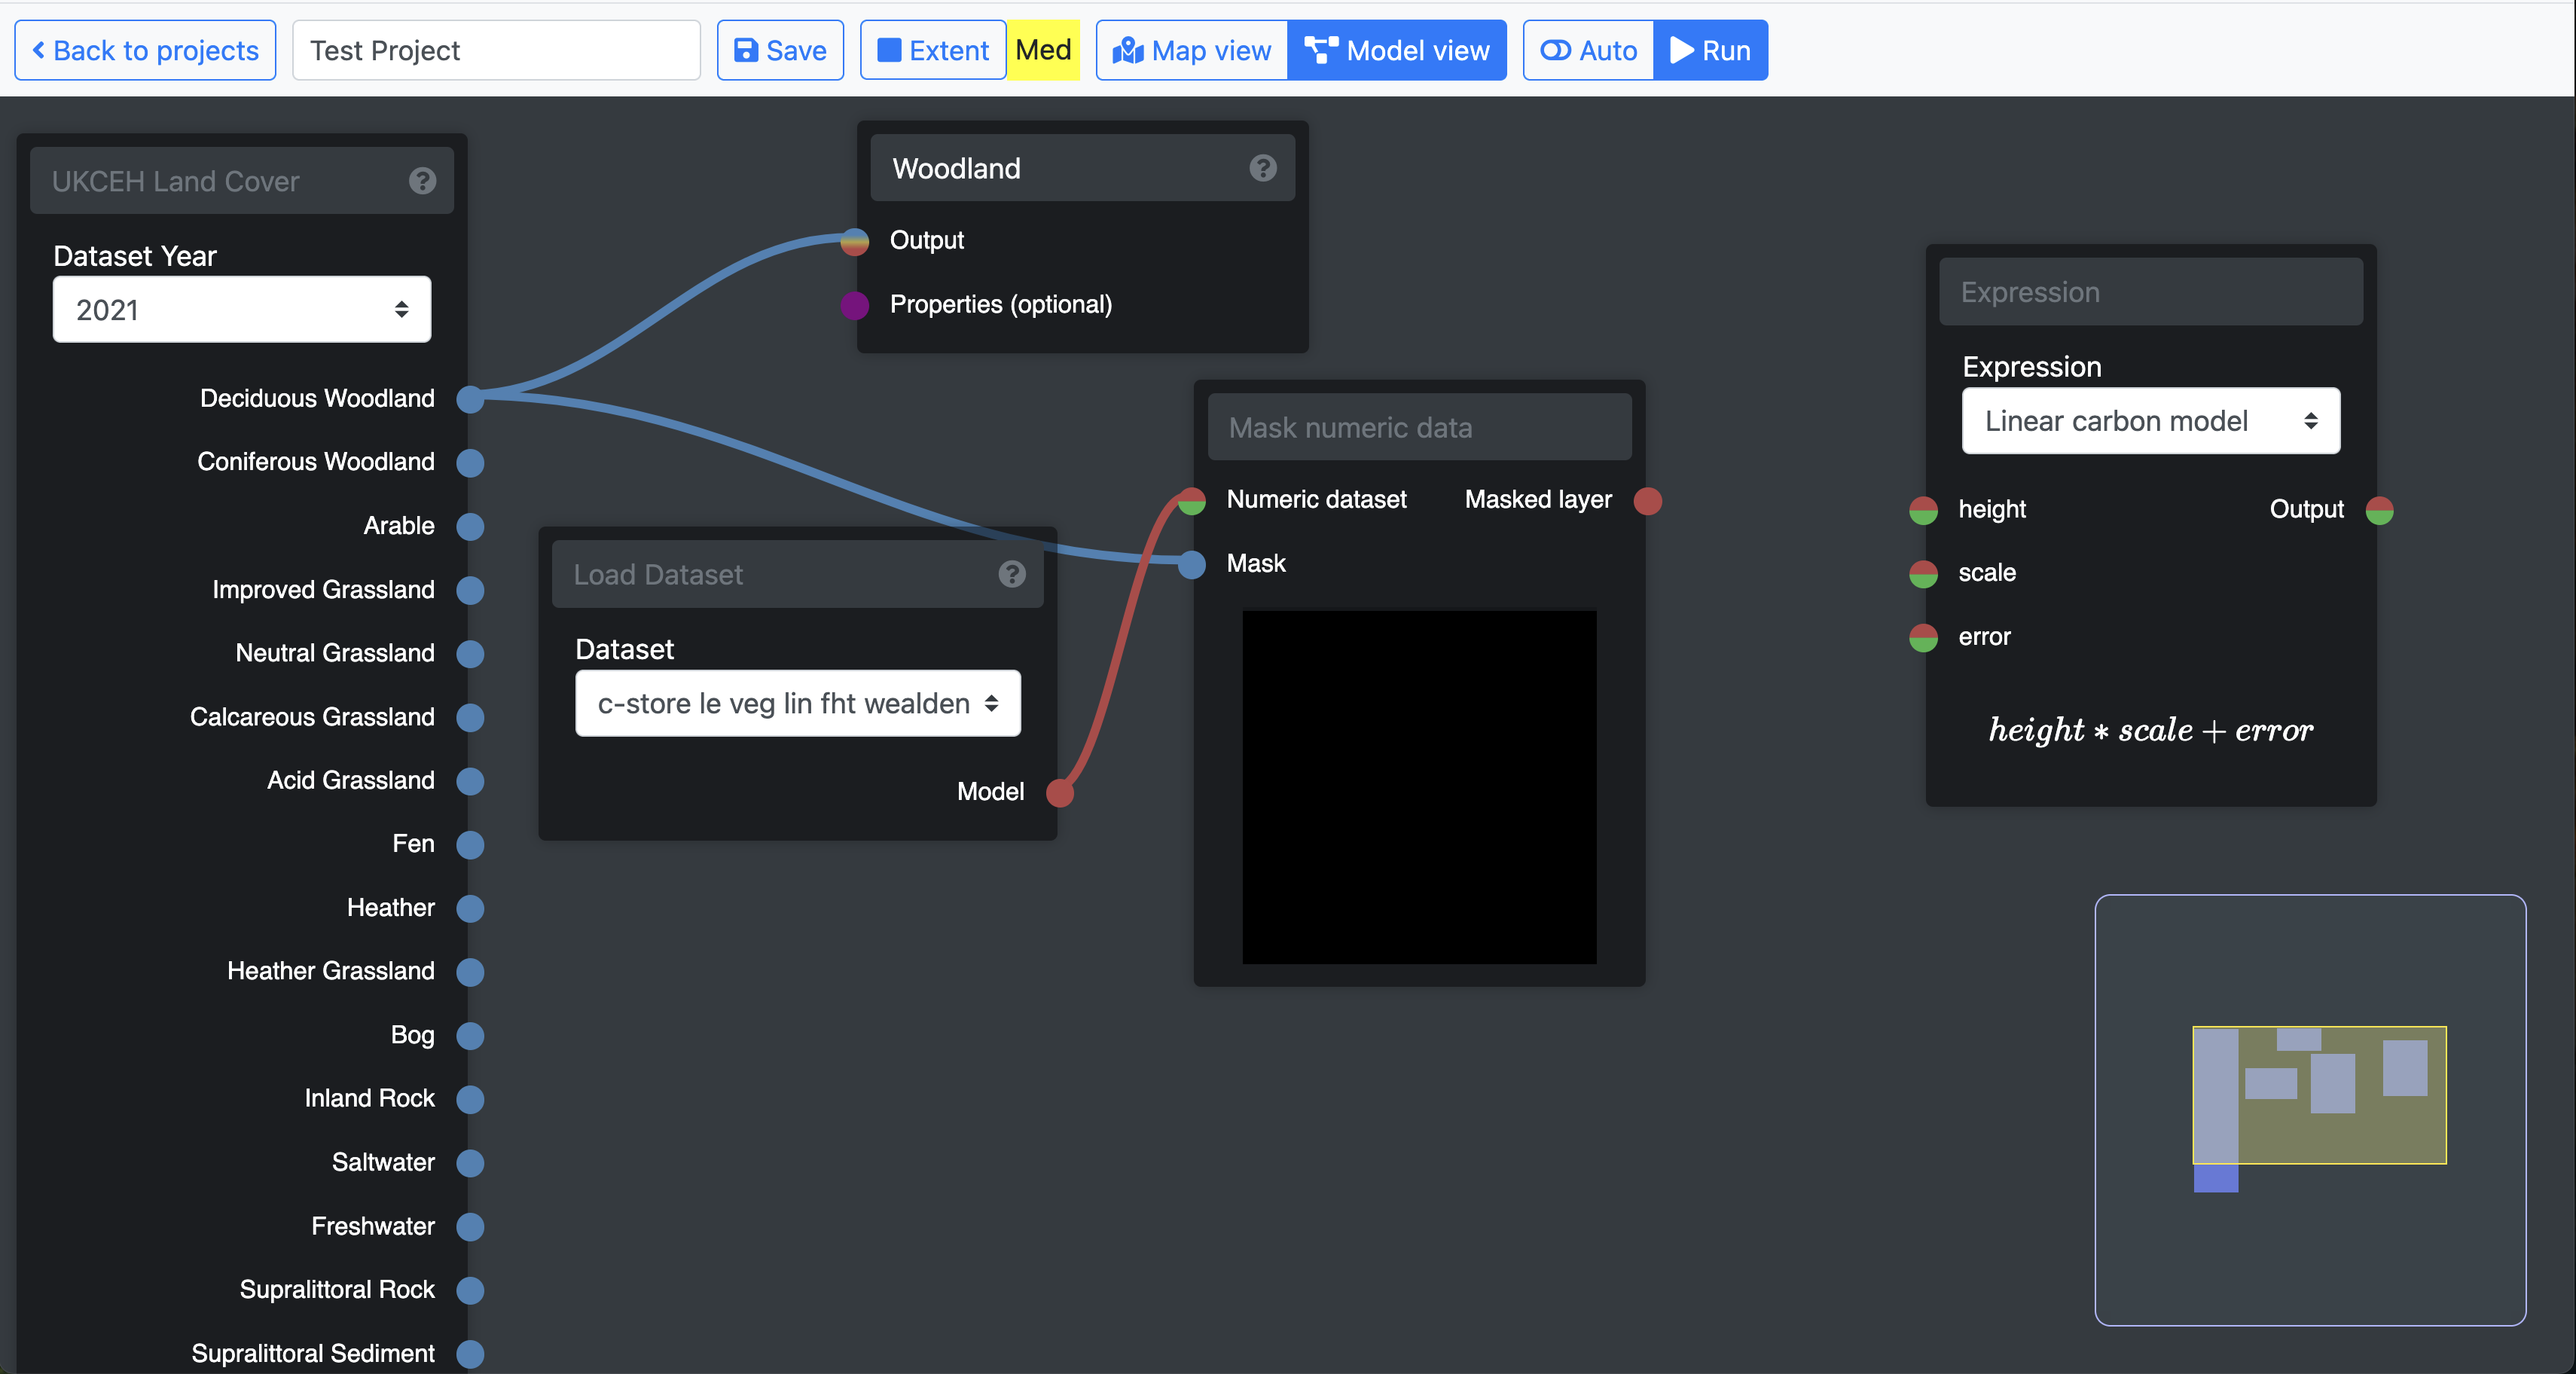 Back to projects
Test Project
Save
Extent
Med
Map view
Model view
Auto
Run
UKCEH Land Cover
?
Dataset Year
2021
Deciduous Woodland
Coniferous Woodland
Arable
Improved Grassland
Neutral Grassland
Calcareous Grassland
Acid Grassland
Fen
Heather
Heather Grassland
Bog
Inland Rock
Saltwater
Freshwater
Supralittoral Rock
Supralittoral Sediment
Woodland
?
Output
Properties (optional)
Load Dataset
?
Dataset
c-store le veg lin fht wealden
Model
Mask numeric data
Numeric dataset Masked layer
Mask
Expression
Expression
Linear carbon model
height Output
scale
error
height * scale + error